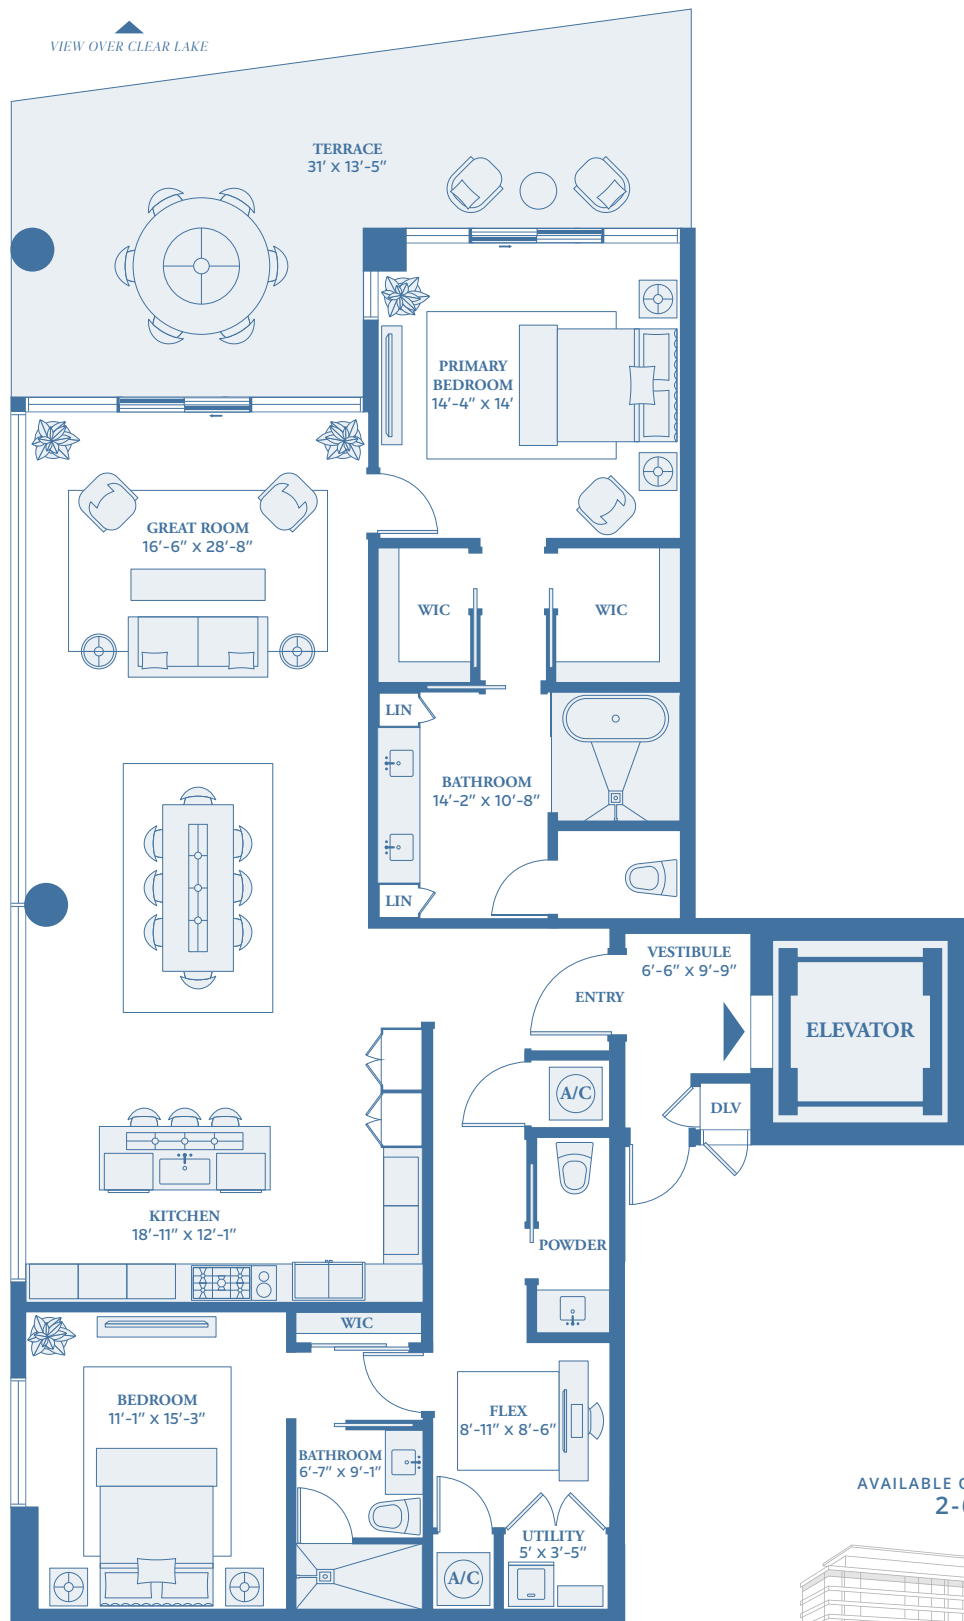 VIEW OVER CLEAR LAKE
TERRACE
31' X 13'-5"
PRIMARY
BEDROOM
14'-4" X 14'
GREAT ROOM
16'-6" X 28'-8"
WIC
WIC
LIN
BATHROOM
14'-2" X 10'-8"
LIN
VESTIBULE
6'-6" X 9'-9"
ENTRY
ELEVATOR
A/C
DLV
KITCHEN
18'-11" X 12'-1"
POWDER
WIC
BEDROOM
11'-1" X 15'-3"
FLEX
8'-11" X 8'-6"
BATHROOM
6'-7" X 9'-1"
AVAILABLE
2-
UTILITY
5' X 3'-5"
A/C